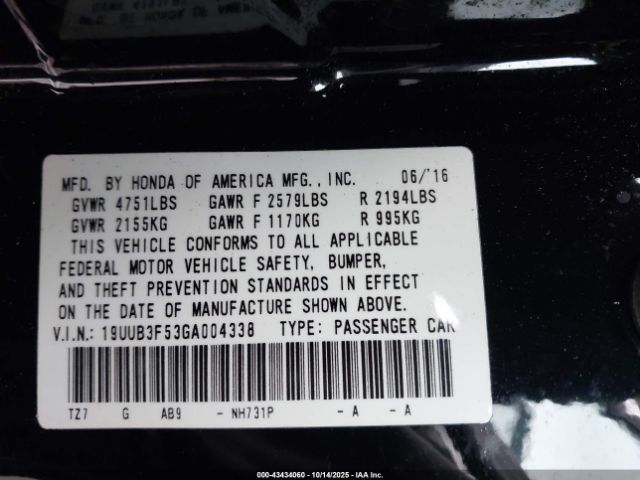 MFD. BY HONDA OF AMERICA MFG., INC. 06/'16
GVWR 4751LBS GAWR F 2579LBS R 2194LBS
GVWR 2155KG GAWR F 1170KG R 995KG
THIS VEHICLE CONFORMS TO ALL APPLICABLE
FEDERAL MOTOR VEHICLE SAFETY, BUMPER,
AND THEFT PREVENTION STANDARDS IN EFFECT
ON THE DATE OF MANUFACTURE SHOWN ABOVE.
V.I.N.: 19UUB3F53GA004338 TYPE: PASSENGER CAR
TZ7 G AB9 - NH731P - A - A
000-43434060 | 10/14/2025 | IAA Inc.